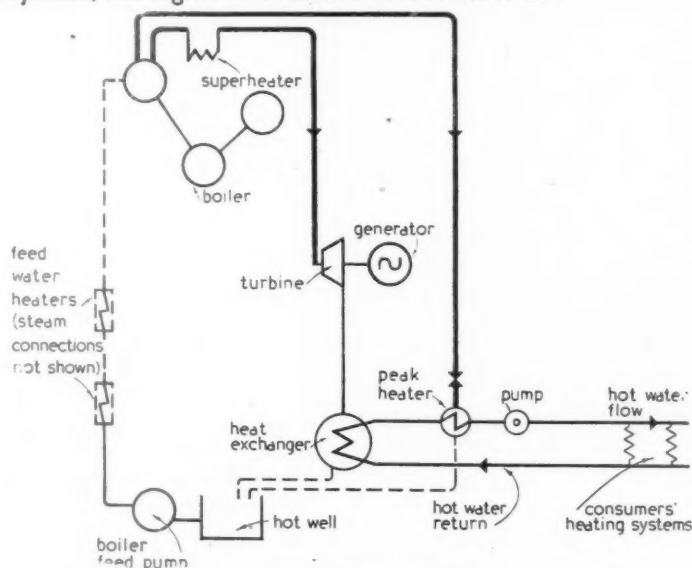 superheater
boiler
generator
turbine
feed
water
heaters
(steam
connections
not shown)
peak
heater
pump
hot water
flow
heat
exchanger
hot well
hot water
return
consumers'
heating systems
boiler
feed pump